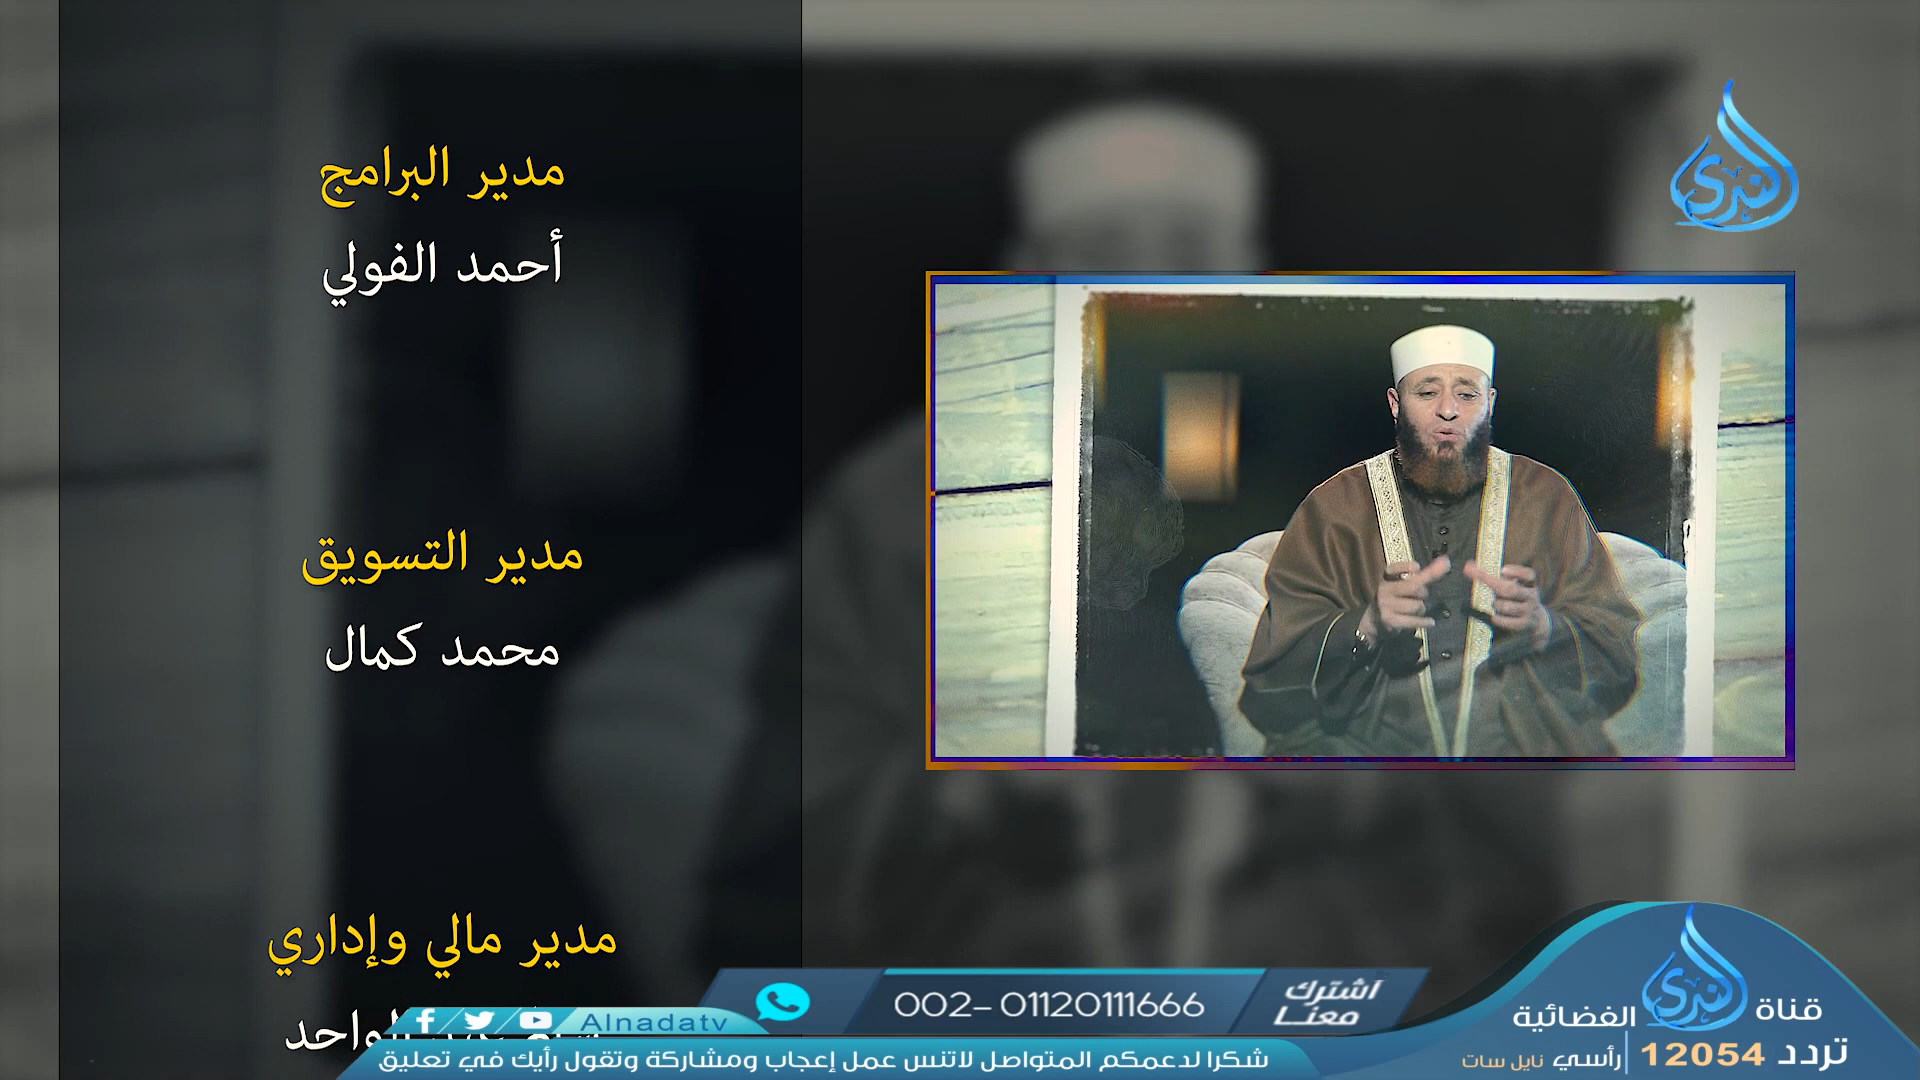 مدير البرامج
أحمد الفولي
مدير التسويق
محمد كمال
مدير مالي وإداري
الواحد
الندى
اشترك معنا
002-01120111666
Alnadatv
شكرا لدعمكم المتواصل لاتنس عمل إعجاب ومشاركة وتقول رأيك في تعليق
قناة الندى الفضائية
تردد 12054 رأسي نايل سات